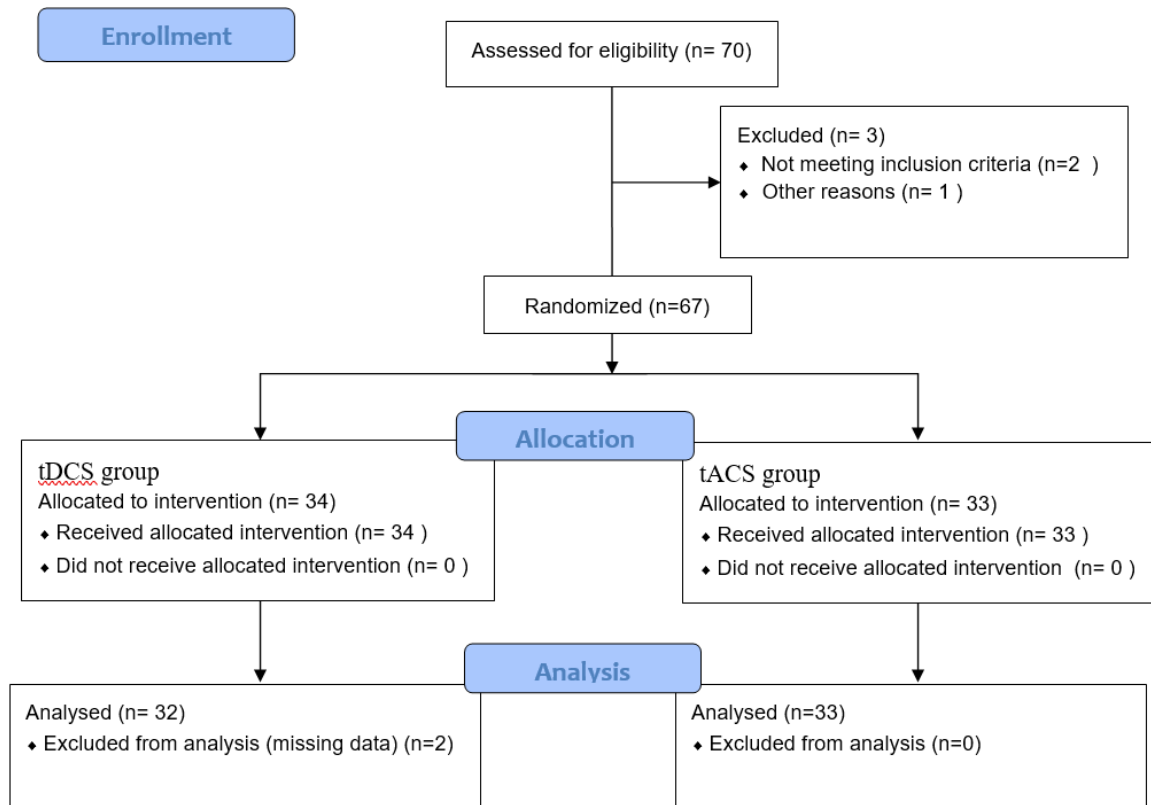 Enrollment
Assessed for eligibility (n= 70)
Excluded (n= 3)
⬥ Not meeting inclusion criteria (n=2  )
⬥ Other reasons (n= 1 )
Randomized (n=67)
Allocation
tDCS group
Allocated to intervention (n= 34)
⬥ Received allocated intervention (n= 34 )
⬥ Did not receive allocated intervention (n= 0 )
tACS group
Allocated to intervention (n= 33)
⬥ Received allocated intervention (n= 33 )
⬥ Did not receive allocated intervention  (n= 0 )
Analysis
Analysed (n= 32)
⬥ Excluded from analysis (missing data) (n=2)
Analysed (n=33)
⬥ Excluded from analysis (n=0)